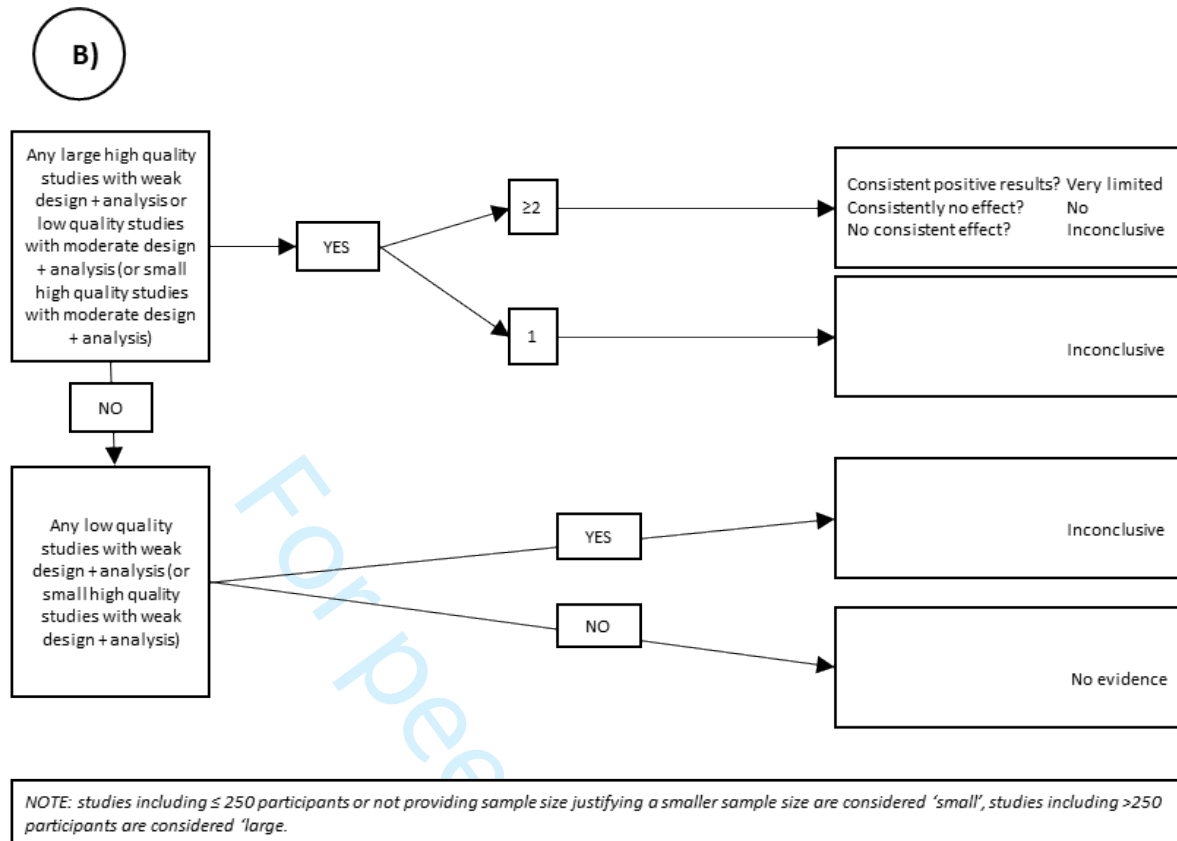 B)
Any large high quality
studies with weak
design + analysis or
low quality studies
with moderate design
+ analysis (or small
high quality studies
with moderate design
+ analysis)
YES
≥2
Consistent positive results? Very limited
Consistently no effect? No
No consistent effect? Inconclusive
1
Inconclusive
NO
Any low quality
studies with weak
design + analysis (or
small high quality
studies with weak
design + analysis)
YES
Inconclusive
NO
No evidence
For pee
NOTE: studies including ≤ 250 participants or not providing sample size justifying a smaller sample size are considered ‘small’, studies including >250
participants are considered ‘large.